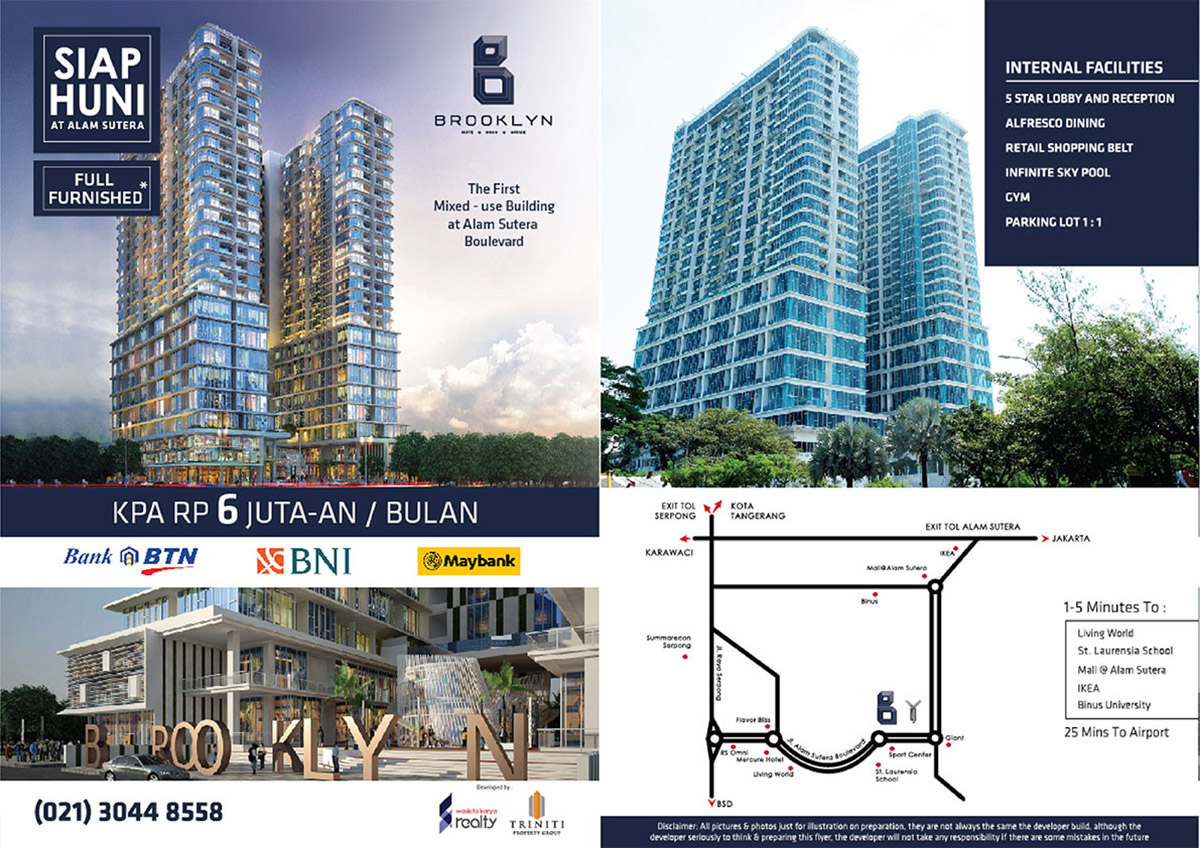 SIAP
HUNI
AT ALAM SUTERA
FULL
FURNISHED*
BROOKLYN
SUITE SOHO OFFICE
The First
Mixed - use Building
at Alam Sutera
Boulevard
KPA RP 6 JUTA-AN / BULAN
Bank BTN
BNI
Maybank
BROOKLYN
(021) 3044 8558
Developed by :
waskita karya
realty
TRINITI
PROPERTY GROUP
INTERNAL FACILITIES
5 STAR LOBBY AND RECEPTION
ALFRESCO DINING
RETAIL SHOPPING BELT
INFINITE SKY POOL
GYM
PARKING LOT 1 : 1
EXIT TOL
SERPONG
KOTA
TANGERANG
EXIT TOL ALAM SUTERA
KARAWACI
JAKARTA
IKEA
Mall@Alam Sutera
Binus
Summarecon
Serpong
Jl. Raya Serpong
Flavor Bliss
RS Omni
Mercure Hotel
Living World
Jl. Alam Sutera Boulevard
Sport Center
St. Laurensia
School
Giant
BSD
1-5 Minutes To :
Living World
St. Laurensia School
Mall @ Alam Sutera
IKEA
Binus University
25 Mins To Airport
Disclaimer: All pictures & photos just for illustration on preparation, they are not always the same the developer build, although the
developer seriously to think & preparing this flyer, the developer will not take any responsibility if there are some mistakes in the future